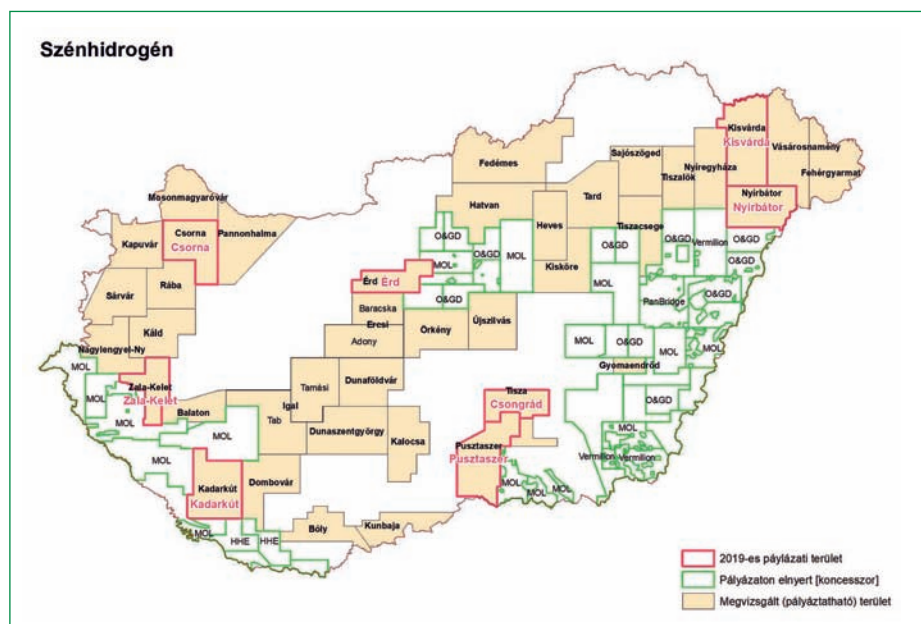 Szénhidrogén
Kisvárda
Kisvárda
Vásárosnamény
Fehérgyarmat
Nyírbátor
Nyírbátor
Nyíregyháza
Sajószöged
Tiszalök
Fedémes
Tard
Hatvan
Heves
Tiszacsege
Kisköre
Masonmagyaróvár
Csorna
Csorna
Pannonhalma
Kapuvár
Rába
Sárvár
Káld
Nagylengyel-Ny
Érd
Érd
Baracska
Ercsi
Adony
Örkény
Újszilvás
O&GD
MOL
O&GD
MOL
O&GD
O&GD
MOL
O&GD
Vermilion
O&GD
O&GD
PanBridge
O&GD
MOL
O&GD
MOL
MOL
Gyomaendrőd
O&GD
MOL
Vermilion
Vermilion
Tisza
Csongrád
Pusztaszer
Pusztaszer
MOL
MOL
MOL
MOL
MOL
MOL
Zala-Kelet
Zala-Kelet
Balaton
MOL
MOL
Tamási
Igal
Tab
Dunaföldvár
Dunaszentgyörgy
Kalocsa
Kadarkút
Kadarkút
Dombóvár
MOL
HHE
HHE
Bóly
Kunbaja
2019-es páylázati terület
Pályázaton elnyert [koncesszor]
Megvizsgált (pályáztatható) terület